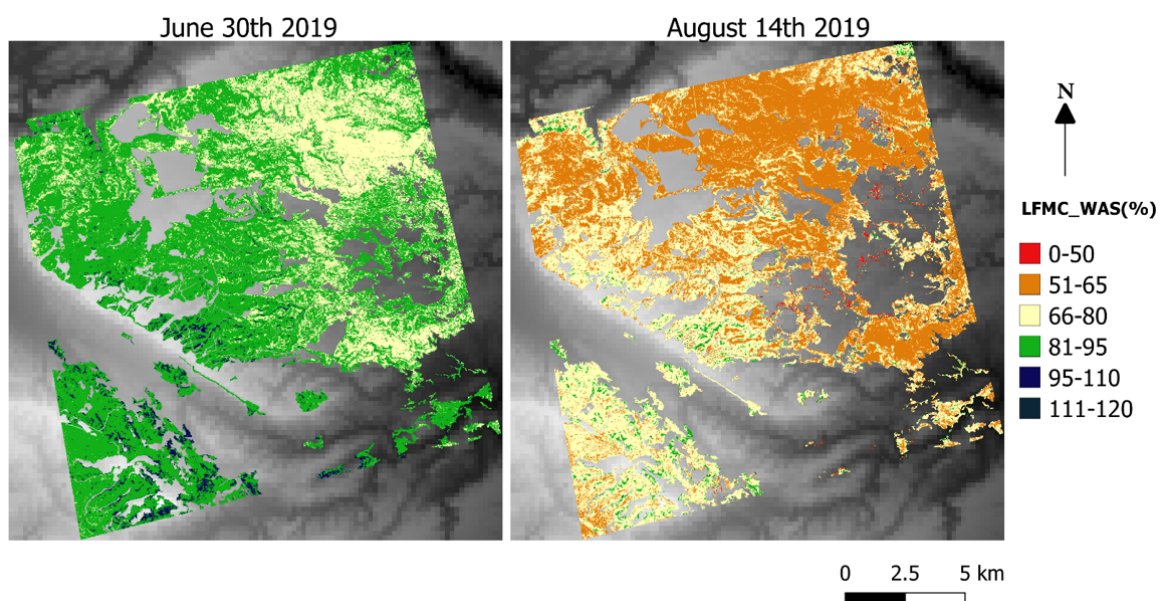 June 30th 2019
August 14th 2019
N
LFMC_WAS(%)
0-50
51-65
66-80
81-95
95-110
111-120
0 2.5 5 km